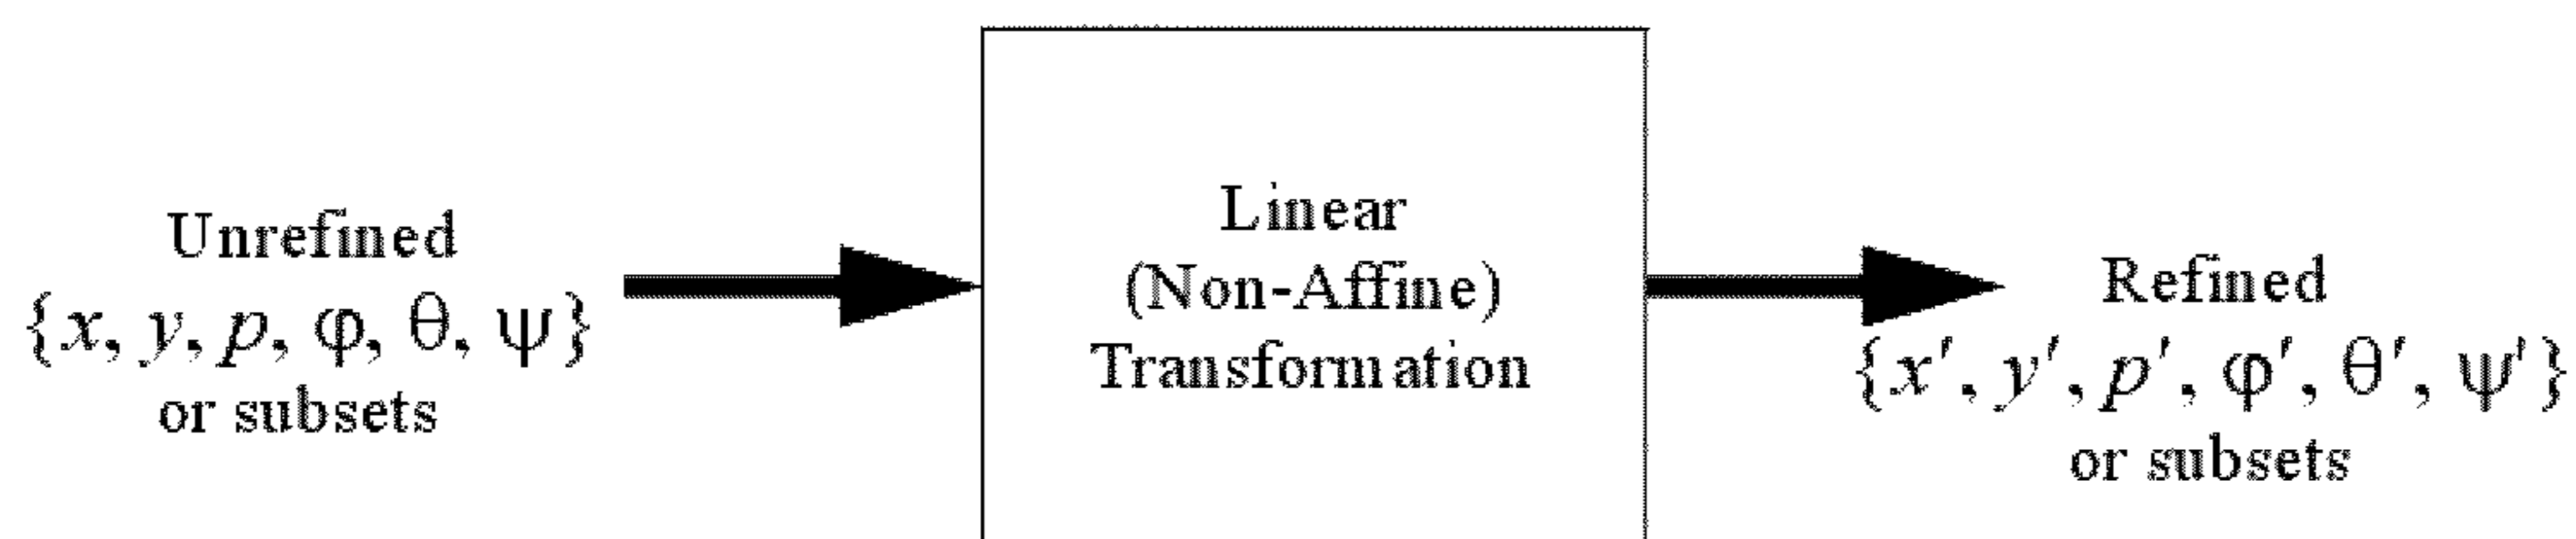 Unrefined
{x, y, p, φ, θ, ψ}
or subsets
Linear
(Non-Affine)
Transformation
Refined
{x′, y′, p′, φ′, θ′, ψ'}
or subsets